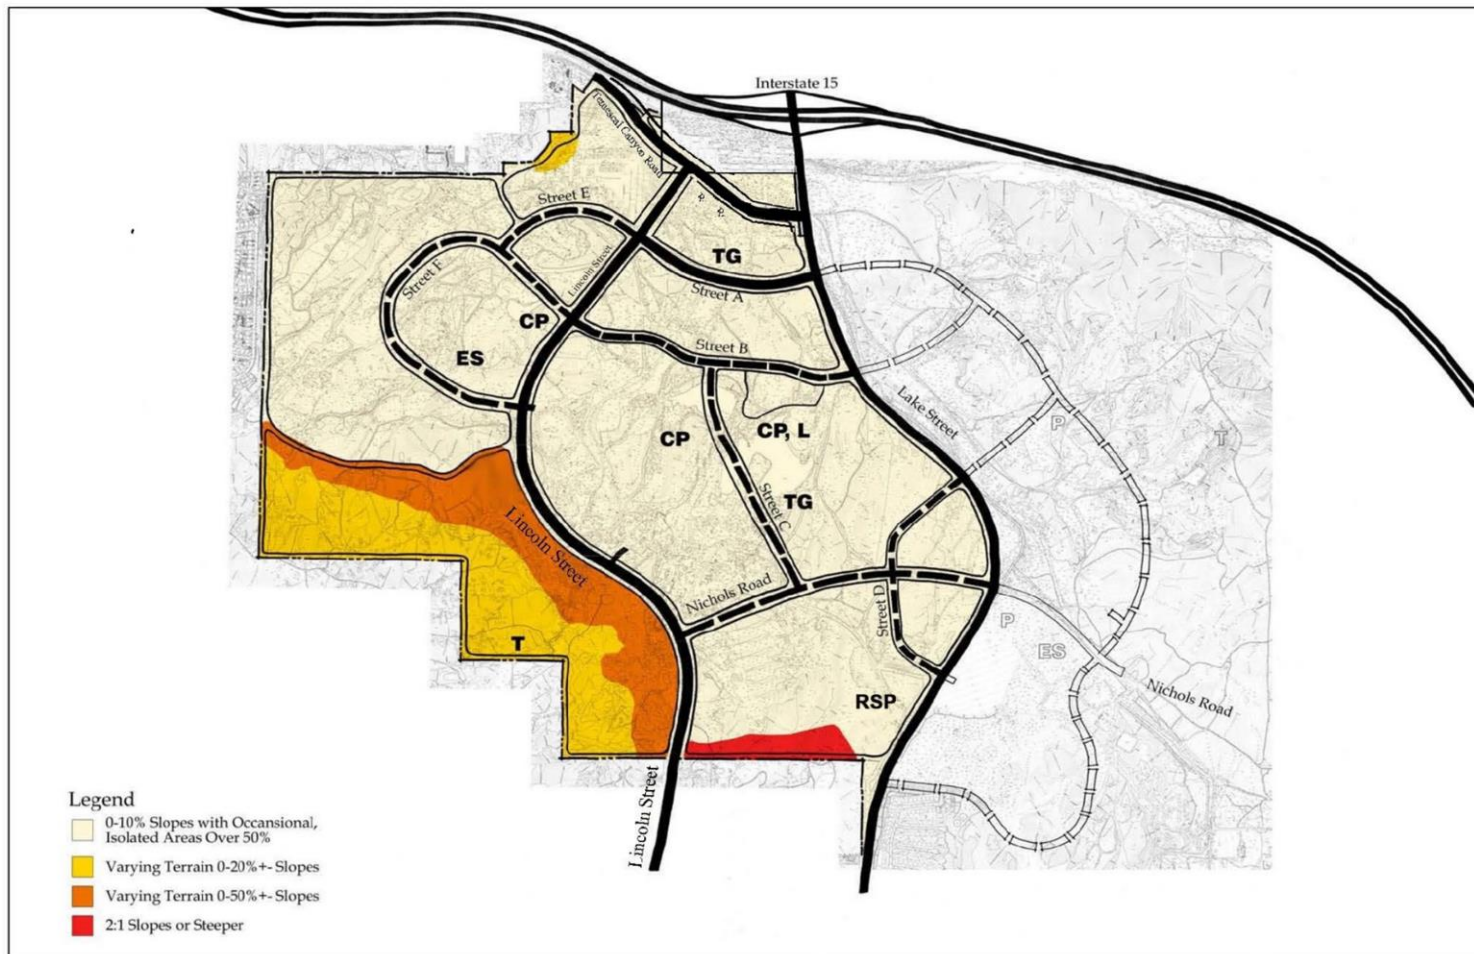 Interstate 15
Temescal Canyon Road
Street E
P. P.
TG
Street F
Lincoln Street
Street A
CP
ES
Street B
Lake Street
CP
CP, L
P
T
TG
Street C
Lincoln Street
Nichols Road
Street D
P
ES
T
Nichols Road
RSP
Lincoln Street
Legend
0-10% Slopes with Occansional,
Isolated Areas Over 50%
Varying Terrain 0-20%+- Slopes
Varying Terrain 0-50%+- Slopes
2:1 Slopes or Steeper